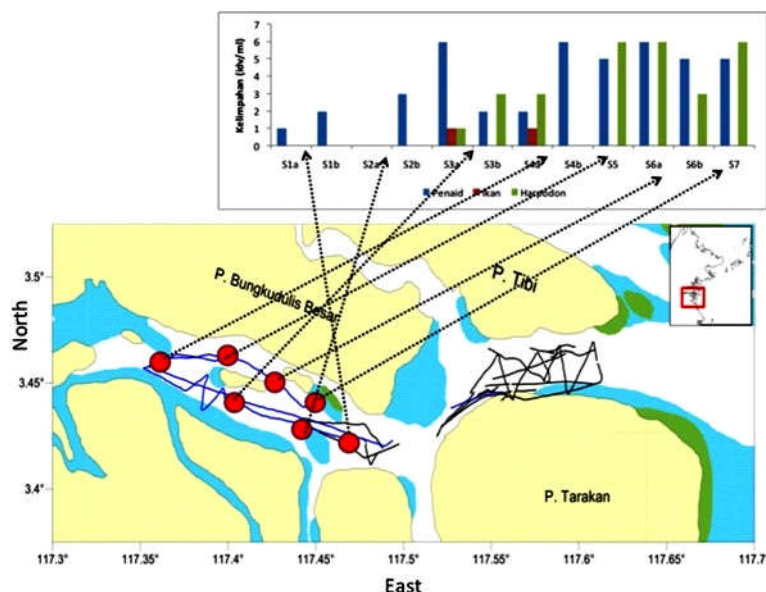 Kelimpahan (idv/ml)
7
6
5
4
3
2
1
0
S1a S1b S2a S2b S3a S3b S4a S4b S5 S6a S6b S7
Penaid Ikan Harpodon
North
3.5°
3.45°
3.4°
P. Bungkudulis Besar
P. Tibi
P. Tarakan
117.3° 117.35° 117.4° 117.45° 117.5° 117.55° 117.6° 117.65° 117.7
East